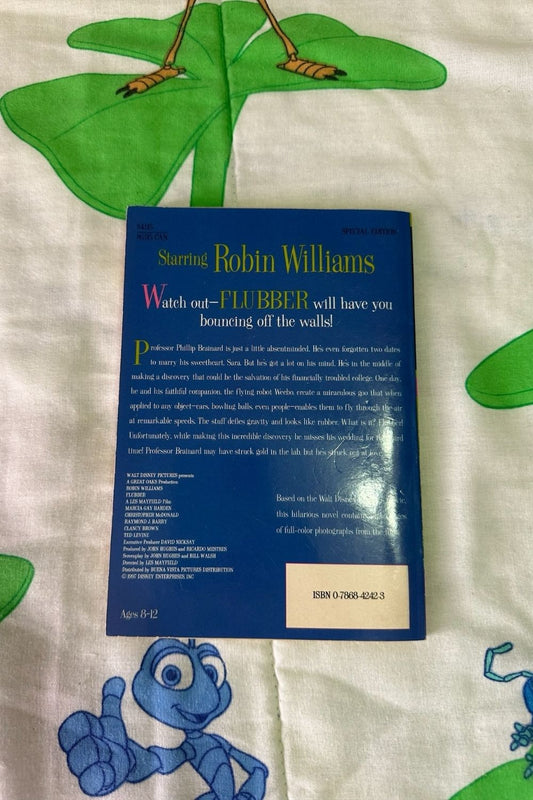 SPECIAL EDITION
Starring Robin Williams
Watch out—FLUBBER will have you
bouncing off the walls!
Professor Phillip Brainard is just a little absentminded. He's even forgotten two dates
to marry his sweetheart, Sara. But he's got a lot on his mind. He's in the middle of
making a discovery that could be the salvation of his financially troubled college. One day,
he and his faithful companion, the flying robot Weebo, create a miraculous goo that when
applied to any object—cars, bowling balls, even people—enables them to fly through the air
at remarkable speeds. The stuff defies gravity and looks like rubber. What is it?
Unfortunately, while making this incredible discovery he misses his wedding for
time! Professor Brainard may have struck gold in the lab, but he's struck out
WALT DISNEY PICTURES presents
A GREAT OAKS Production
ROBIN WILLIAMS
FLUBBER
A LES MAYFIELD Film
MARCIA GAY HARDEN
CHRISTOPHER McDONALD
RAYMOND J. BARRY
CLANCY BROWN
TED LEVINE
Executive Producer DAVID NICKSAY
Produced by JOHN HUGHES and RICARDO MESTRES
Screenplay by JOHN HUGHES and BILL WALSH
Directed by LES MAYFIELD
Distributed by BUENA VISTA PICTURES DISTRIBUTION
© 1997 DISNEY ENTERPRISES, INC.
Based on the Walt Disney
this hilarious novel contains
of full-color photographs from the
ISBN 0-7868-4242-3
Ages 8-12